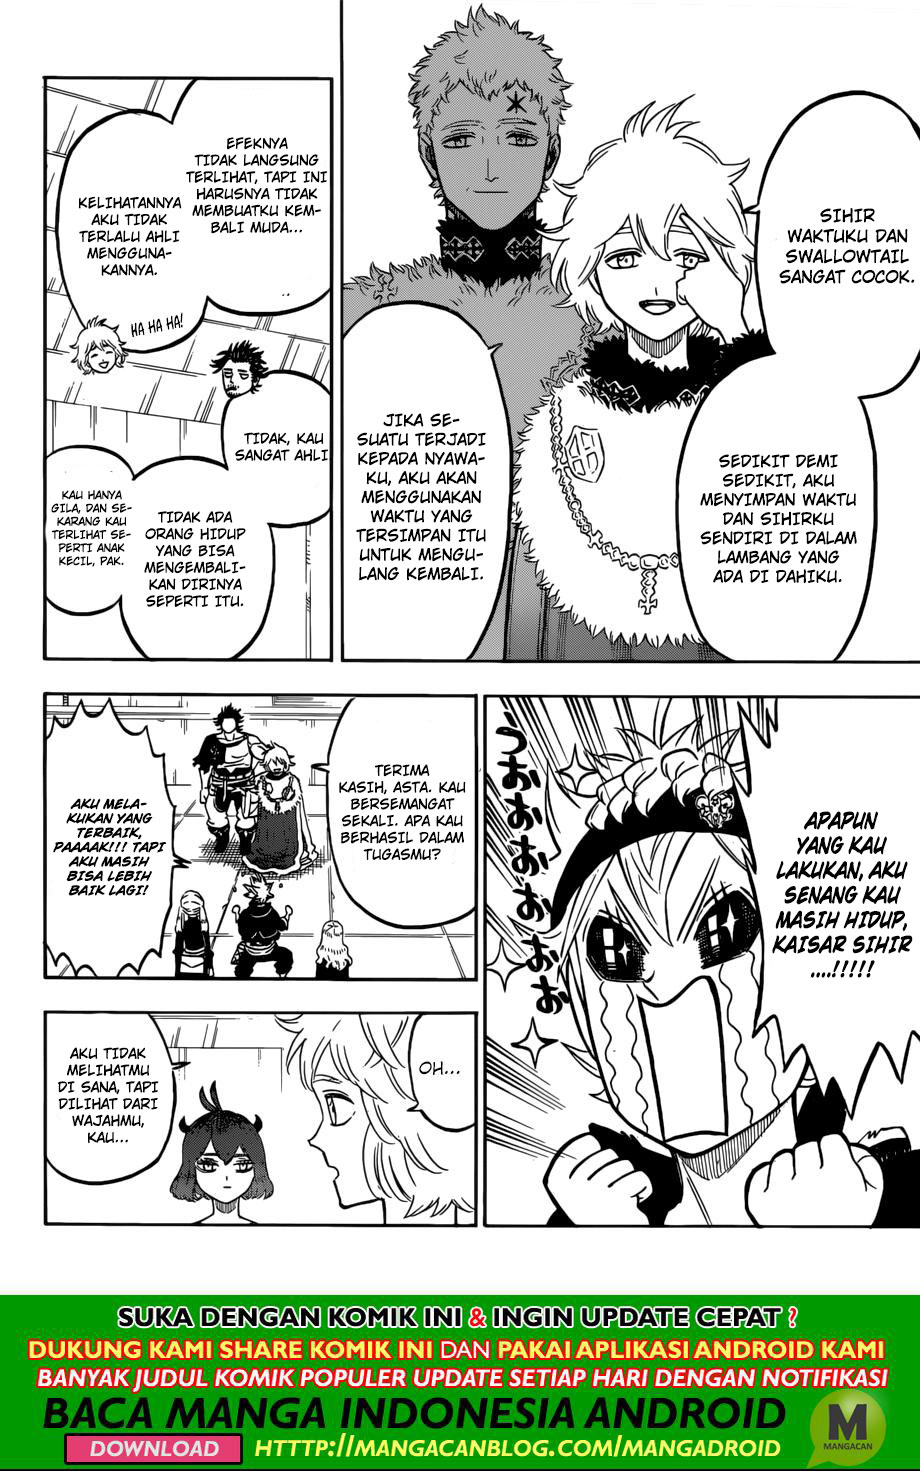 SIHIR
WAKTUKU DAN
SWALLOWTAIL
SANGAT COCOK.
SEDIKIT DEMI
SEDIKIT, AKU
MENYIMPAN WAKTU
DAN SIHIRKU
SENDIRI DI DALAM
LAMBANG YANG
ADA DI DAHIKU.
JIKA SE-
SUATU TERJADI
KEPADA NYAWA-
KU, AKU AKAN
MENGGUNAKAN
WAKTU YANG
TERSIMPAN ITU
UNTUK MENGU-
LANG KEMBALI.
EFEKNYA
TIDAK LANGSUNG
TERLIHAT, TAPI INI
HARUSNYA TIDAK
MEMBUATKU KEM-
BALI MUDA...
..
KELIHATANNYA
AKU TIDAK
TERLALU AHLI
MENGGUNA-
KANNYA.
HA HA HA!
TIDAK, KAU
SANGAT AHLI
TIDAK ADA
ORANG HIDUP
YANG BISA
MENGEMBALI-
KAN DIRINYA
SEPERTI ITU.
KAU HANYA
GILA, DAN SE-
KARANG KAU
TERLIHAT SE-
PERTI ANAK
KECIL, PAK.
APAPUN
YANG KAU
LAKUKAN, AKU
SENANG KAU
MASIH HIDUP,
KAISAR SIHIR
....!!!!!
うおおおおおお
TERIMA
KASIH, ASTA. KAU
BERSEMANGAT
SEKALI. APA KAU
BERHASIL DALAM
TUGASMU?
AKU MELA-
KUKAN YANG
TERBAIK,
PAAAAK!!! TAPI
AKU MASIH
BISA LEBIH
BAIK LAGI!
OH...
AKU TIDAK
MELIHATMU
DI SANA, TAPI
DILIHAT DARI
WAJAHMU,
KAU...
SUKA DENGAN KOMIK INI & INGIN UPDATE CEPAT ?
DUKUNG KAMI SHARE KOMIK INI DAN PAKAI APLIKASI ANDROID KAMI
BANYAK JUDUL KOMIK POPULER UPDATE SETIAP HARI DENGAN NOTIFIKASI
BACA MANGA INDONESIA ANDROID
DOWNLOAD HTTTP://MANGACANBLOG.COM/MANGADROID
M
MANGACAN